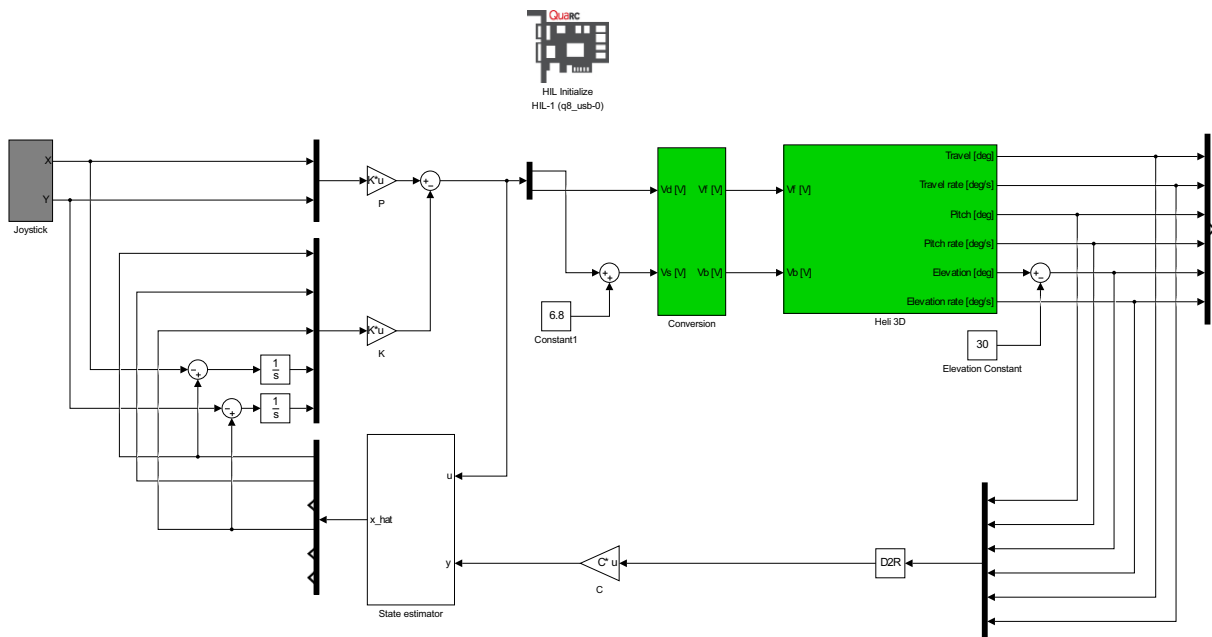 QUARC
HIL Initialize
HIL-1 (q8_usb-0)
X
Y
Joystick
K*u
P
+
−
Vd [V]
Vs [V]
Vf [V]
Vb [V]
Conversion
Vf [V]
Vb [V]
Travel [deg]
Travel rate [deg/s]
Pitch [deg]
Pitch rate [deg/s]
Elevation [deg]
Elevation rate [deg/s]
Heli 3D
+
−
+
+
6.8
Constant1
30
Elevation Constant
K*u
K
−
+
1
s
−
+
1
s
u
x_hat
y
State estimator
C* u
C
D2R